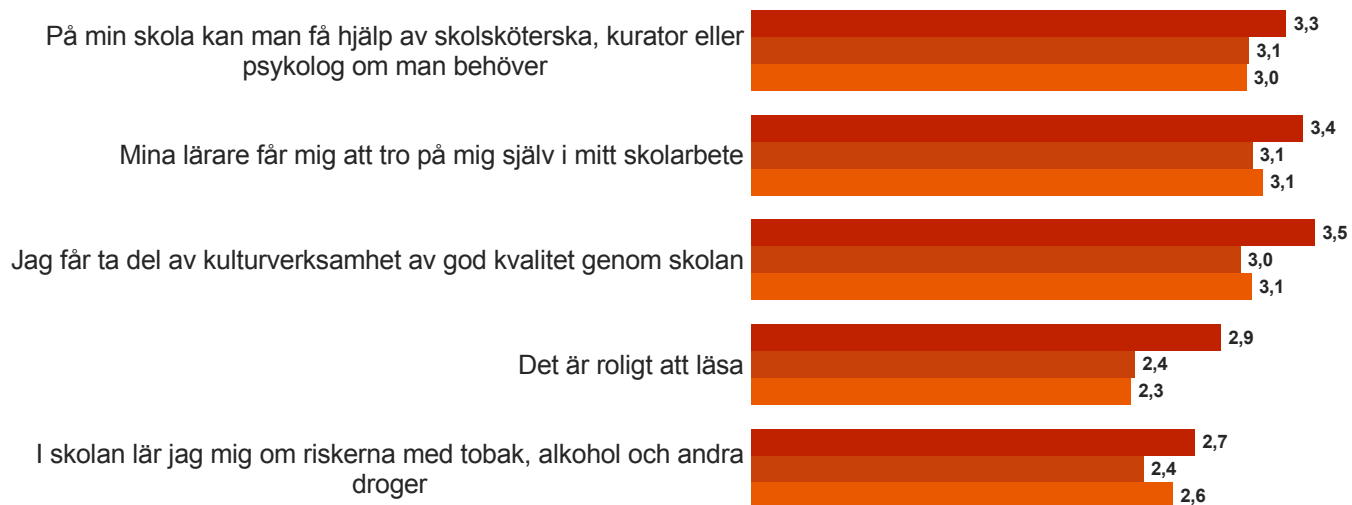 På min skola kan man få hjälp av skolsköterska, kurator eller
psykolog om man behöver
3,3
3,1
3,0
Mina lärare får mig att tro på mig själv i mitt skolarbete
3,4
3,1
3,1
Jag får ta del av kulturverksamhet av god kvalitet genom skolan
3,5
3,0
3,1
Det är roligt att läsa
2,9
2,4
2,3
I skolan lär jag mig om riskerna med tobak, alkohol och andra
droger
2,7
2,4
2,6